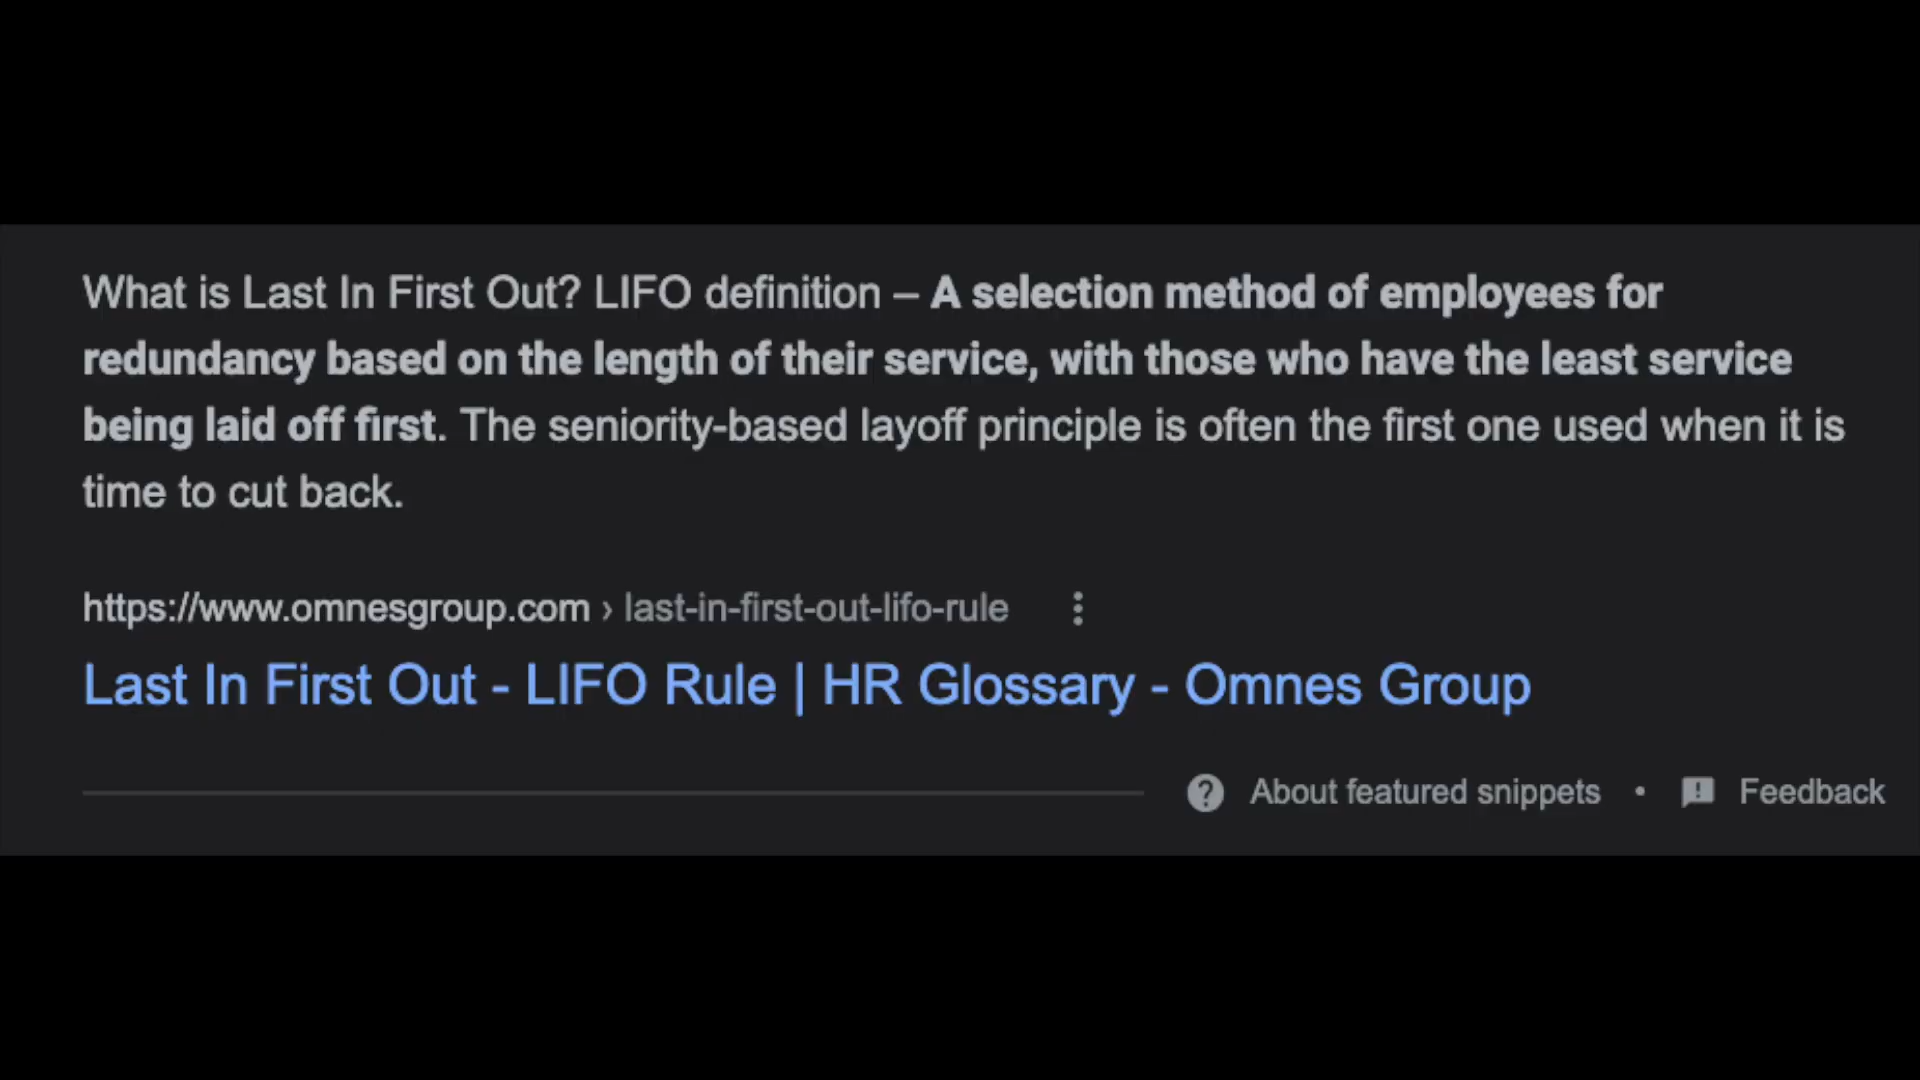 What is Last In First Out? LIFO definition – A selection method of employees for
redundancy based on the length of their service, with those who have the least service
being laid off first. The seniority-based layoff principle is often the first one used when it is
time to cut back.
https://www.omnesgroup.com › last-in-first-out-lifo-rule
Last In First Out - LIFO Rule | HR Glossary - Omnes Group
About featured snippets • Feedback